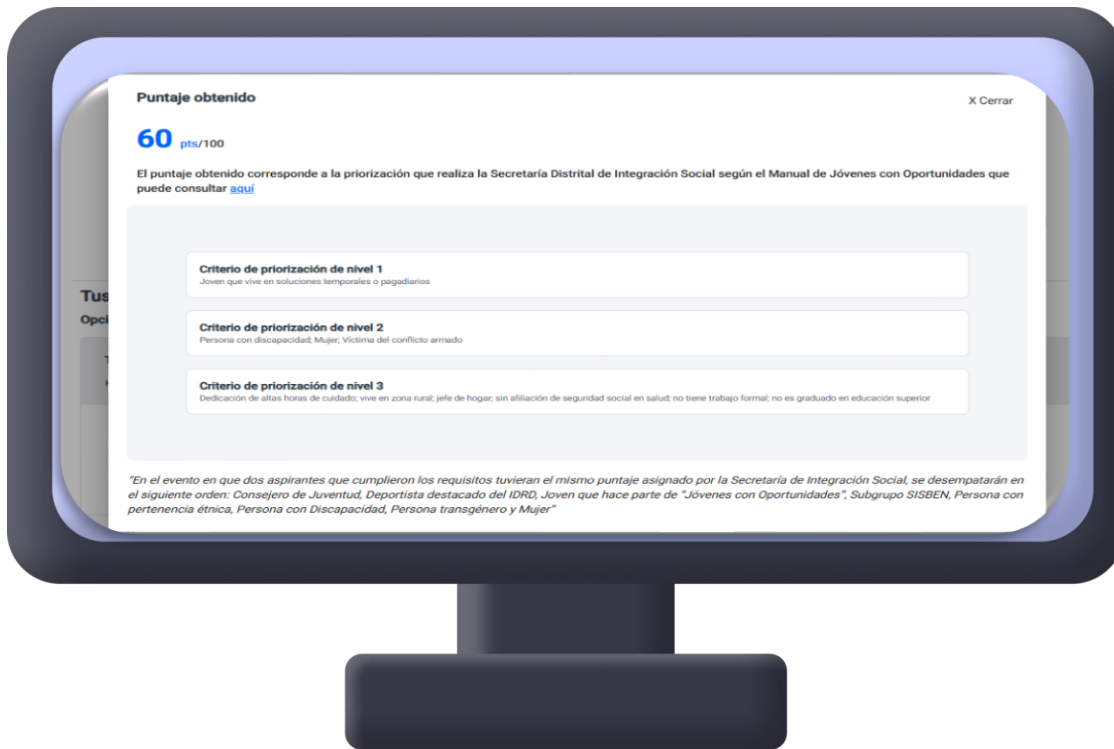 Puntaje obtenido
X Cerrar
60 pts/100
El puntaje obtenido corresponde a la priorización que realiza la Secretaría Distrital de Integración Social según el Manual de Jóvenes con Oportunidades que
puede consultar aquí
Criterio de priorización de nivel 1
Joven que vive en soluciones temporales o pagadiarios
Tus
Opci
Criterio de priorización de nivel 2
Persona con discapacidad; Mujer; Víctima del conflicto armado
Criterio de priorización de nivel 3
Dedicación de altas horas de cuidado; vive en zona rural; jefe de hogar; sin afiliación de seguridad social en salud; no tiene trabajo formal; no es graduado en educación superior
"En el evento en que dos aspirantes que cumplieron los requisitos tuvieran el mismo puntaje asignado por la Secretaría de Integración Social, se desempatarán en
el siguiente orden: Consejero de Juventud, Deportista destacado del IDRD, Joven que hace parte de "Jóvenes con Oportunidades", Subgrupo SISBEN, Persona con
pertenencia étnica, Persona con Discapacidad, Persona transgénero y Mujer"